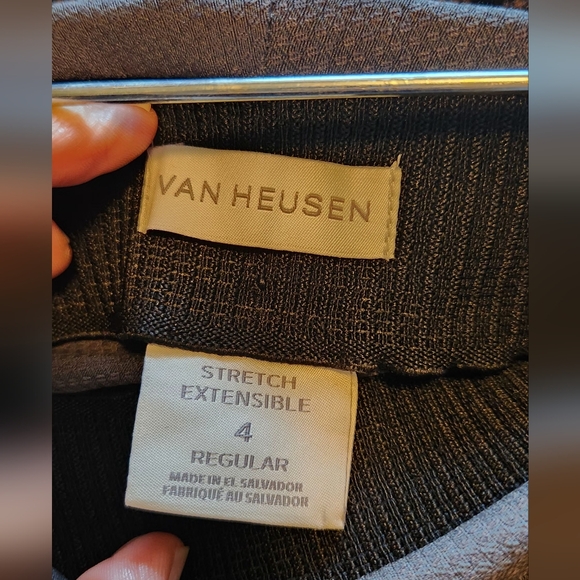 VAN HEUSEN
STRETCH
EXTENSIBLE
4
REGULAR
MADE IN EL SALVADOR
FABRIQUÉ AU SALVADOR